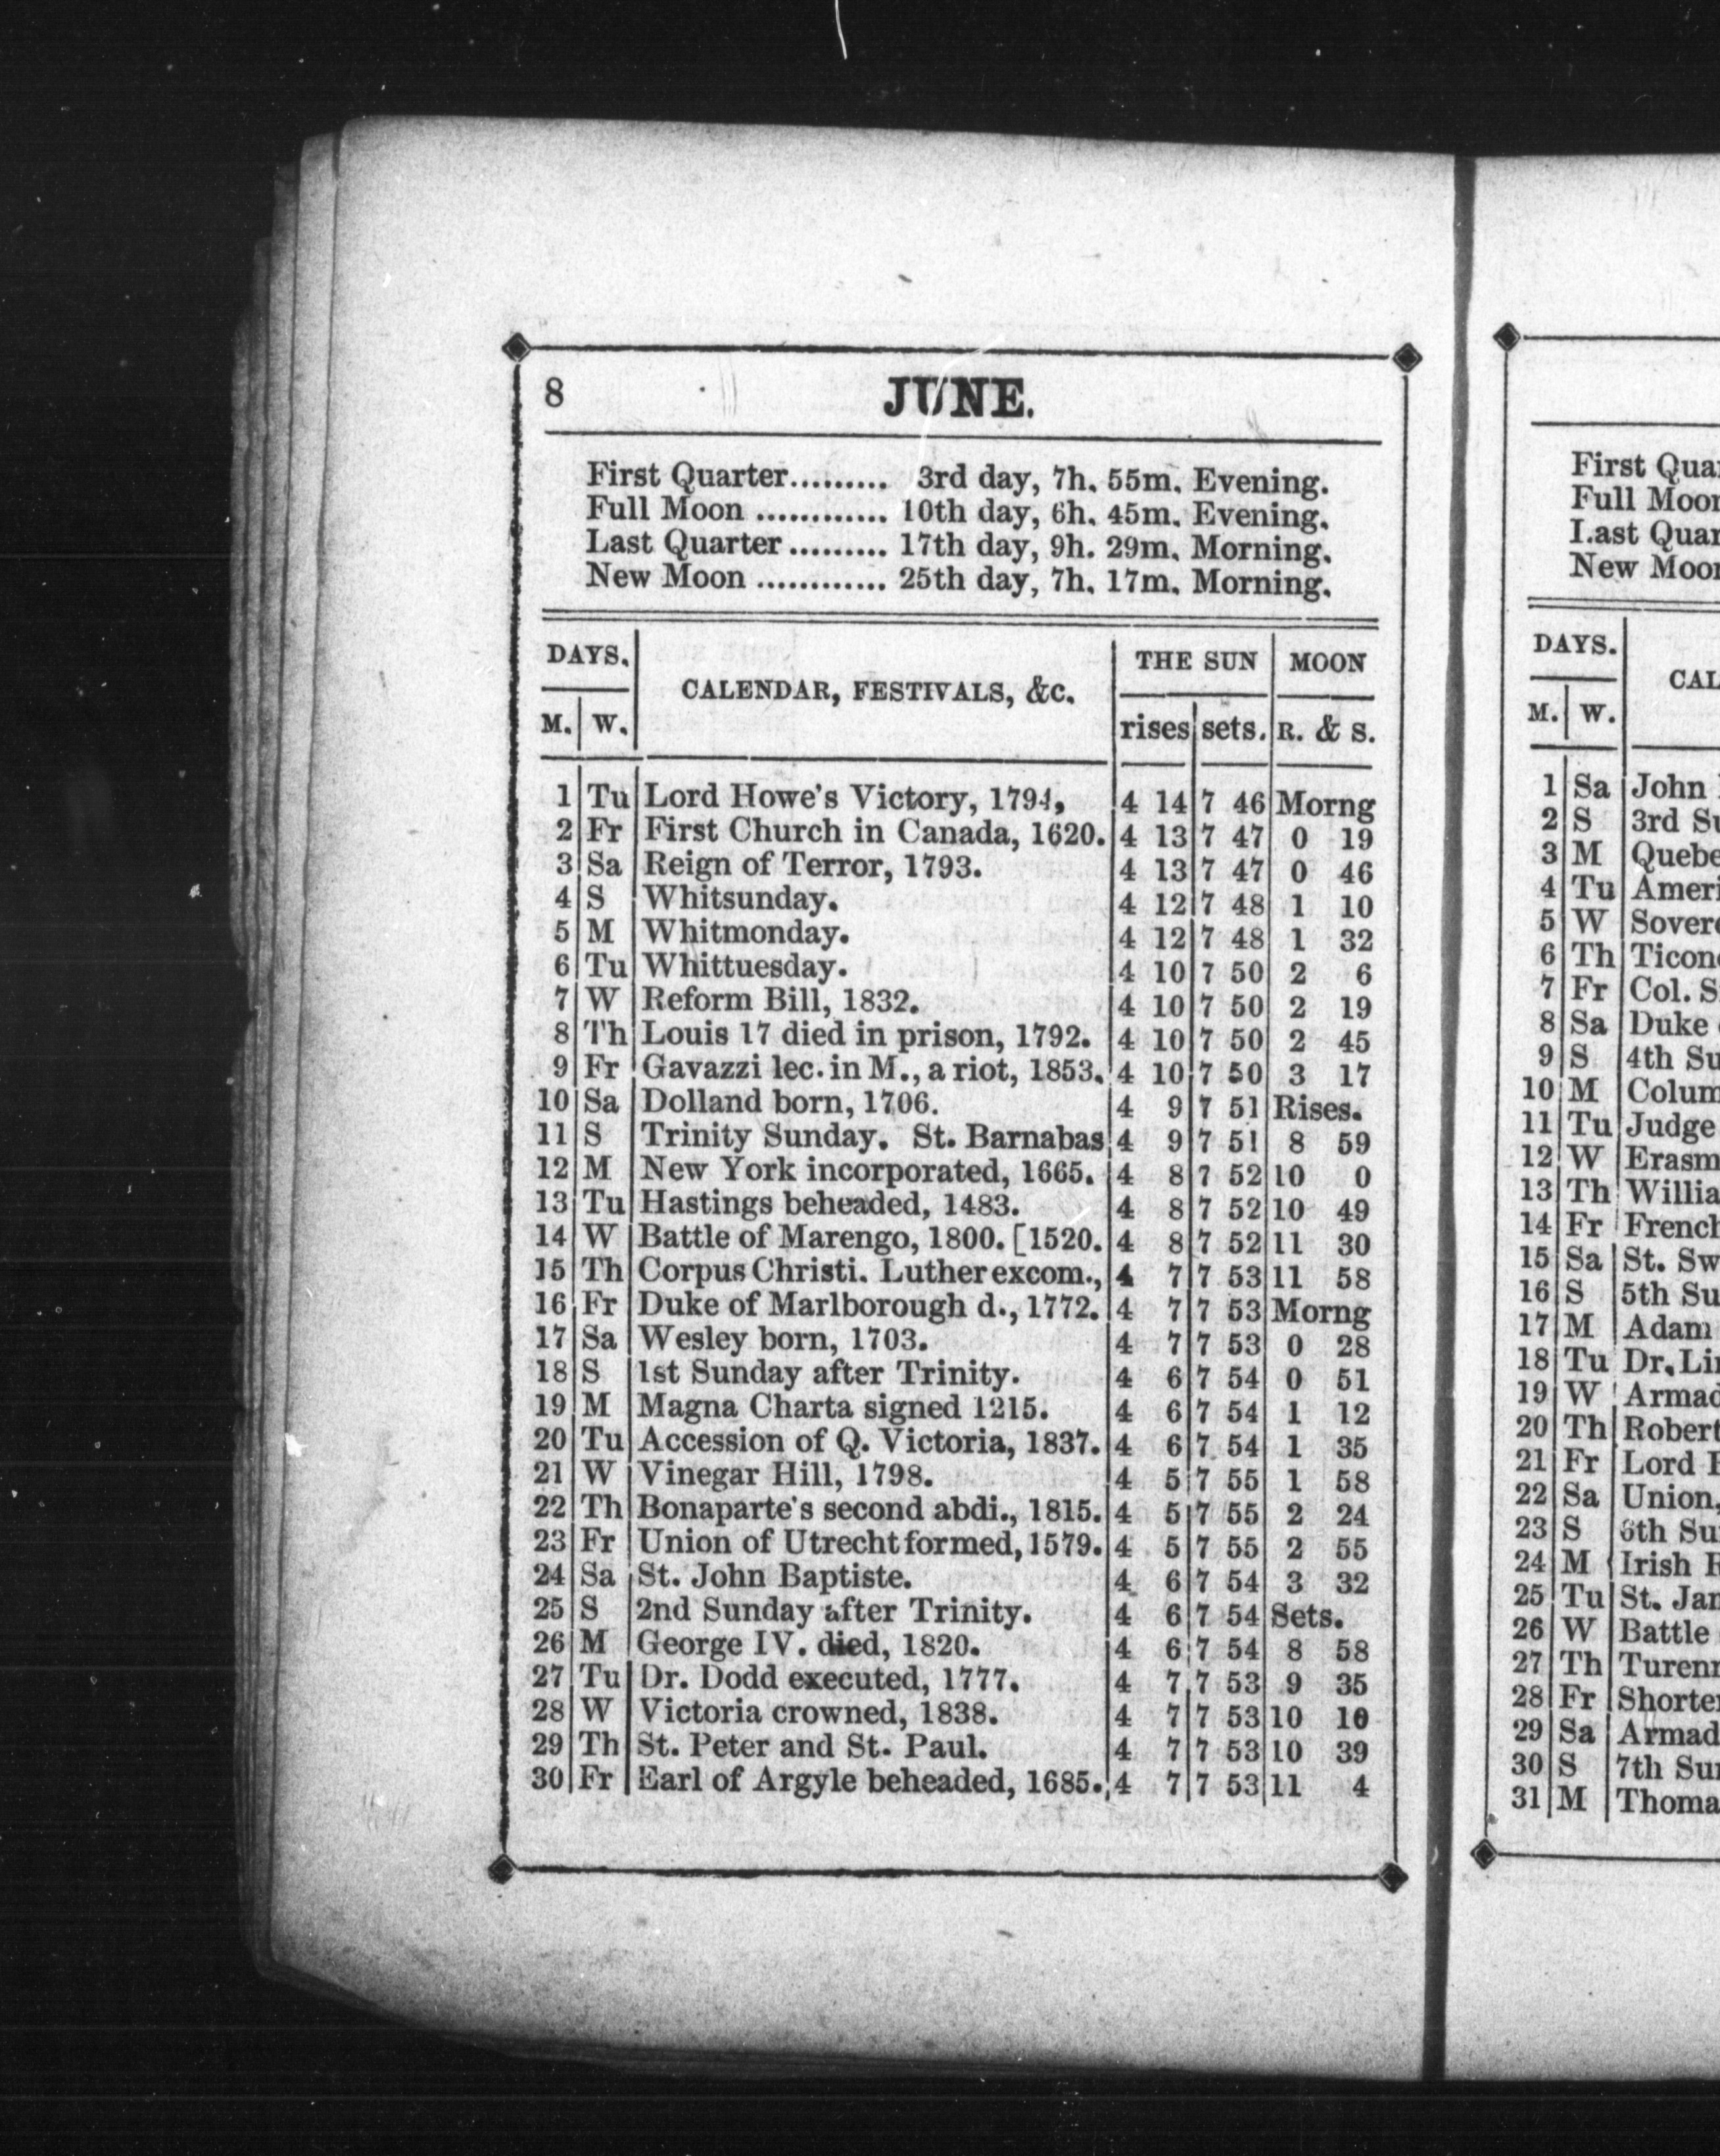 8 JUNE.
First Quarter......... 3rd day, 7h. 55m. Evening.
Full Moon ............ 10th day, 6h. 45m. Evening.
Last Quarter ......... 17th day, 9h. 29m. Morning.
New Moon ............ 25th day, 7h. 17m. Morning.
DAYS. CALENDAR, FESTIVALS, &C. THE SUN MOON
M. W. rises sets. R. & S.
1 Tu Lord Howe's Victory, 1794, 4 14 7 46 Morng
2 Fr First Church in Canada, 1620. 4 13 7 47 0 19
3 Sa Reign of Terror, 1793. 4 13 7 47 0 46
4 S Whitsunday. 4 12 7 48 1 10
5 M Whitmonday. 4 12 7 48 1 32
6 Tu Whittuesday. 4 10 7 50 2 6
7 W Reform Bill, 1832. 4 10 7 50 2 19
8 Th Louis 17 died in prison, 1792. 4 10 7 50 2 45
9 Fr Gavazzi lec. in M., a riot, 1853. 4 10 7 50 3 17
10 Sa Dolland born, 1706. 4 9 7 51 Rises.
11 S Trinity Sunday. St. Barnabas 4 9 7 51 8 59
12 M New York incorporated, 1665. 4 8 7 52 10 0
13 Tu Hastings beheaded, 1483. 4 8 7 52 10 49
14 W Battle of Marengo, 1800. [1520. 4 8 7 52 11 30
15 Th Corpus Christi. Luther excom., 4 7 7 53 11 58
16 Fr Duke of Marlborough d., 1772. 4 7 7 53 Morng
17 Sa Wesley born, 1703. 4 7 7 53 0 28
18 S 1st Sunday after Trinity. 4 6 7 54 0 51
19 M Magna Charta signed 1215. 4 6 7 54 1 12
20 Tu Accession of Q. Victoria, 1837. 4 6 7 54 1 35
21 W Vinegar Hill, 1798. 4 5 7 55 1 58
22 Th Bonaparte's second abdi., 1815. 4 5 7 55 2 24
23 Fr Union of Utrecht formed, 1579. 4 5 7 55 2 55
24 Sa St. John Baptiste. 4 6 7 54 3 32
25 S 2nd Sunday after Trinity. 4 6 7 54 Sets.
26 M George IV. died, 1820. 4 6 7 54 8 58
27 Tu Dr. Dodd executed, 1777. 4 7 7 53 9 35
28 W Victoria crowned, 1838. 4 7 7 53 10 10
29 Th St. Peter and St. Paul. 4 7 7 53 10 39
30 Fr Earl of Argyle beheaded, 1685. 4 7 7 53 11 4
First Quar
Full Moon
Last Quar
New Moon
DAYS. CAL
M. W.
1 Sa John
2 S 3rd Su
3 M Quebe
4 Tu Ameri
5 W Sovere
6 Th Ticon
7 Fr Col. S
8 Sa Duke
9 S 4th Su
10 M Colum
11 Tu Judge
12 W Erasm
13 Th Willia
14 Fr French
15 Sa St. Sw
16 S 5th Su
17 M Adam
18 Tu Dr. Li
19 W Armad
20 Th Robert
21 Fr Lord
22 Sa Union,
23 S 6th Su
24 M Irish
25 Tu St. Jam
26 W Battle
27 Th Turenn
28 Fr Shorte
29 Sa Armad
30 S 7th Su
31 M Thoma